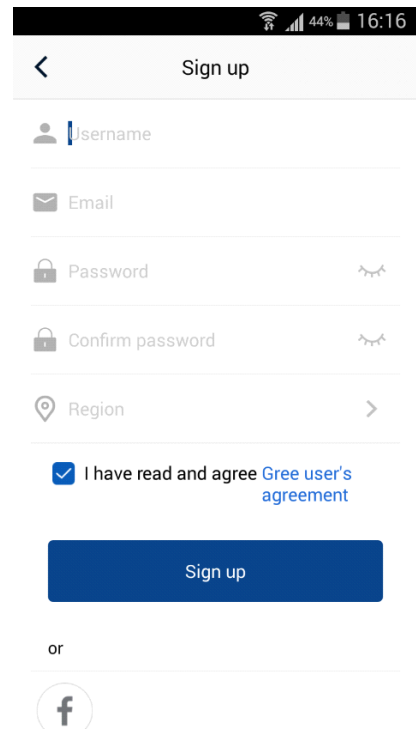 44% 16:16
Sign up
Username
Email
Password
Confirm password
Region
I have read and agree Gree user's
agreement
Sign up
or
f